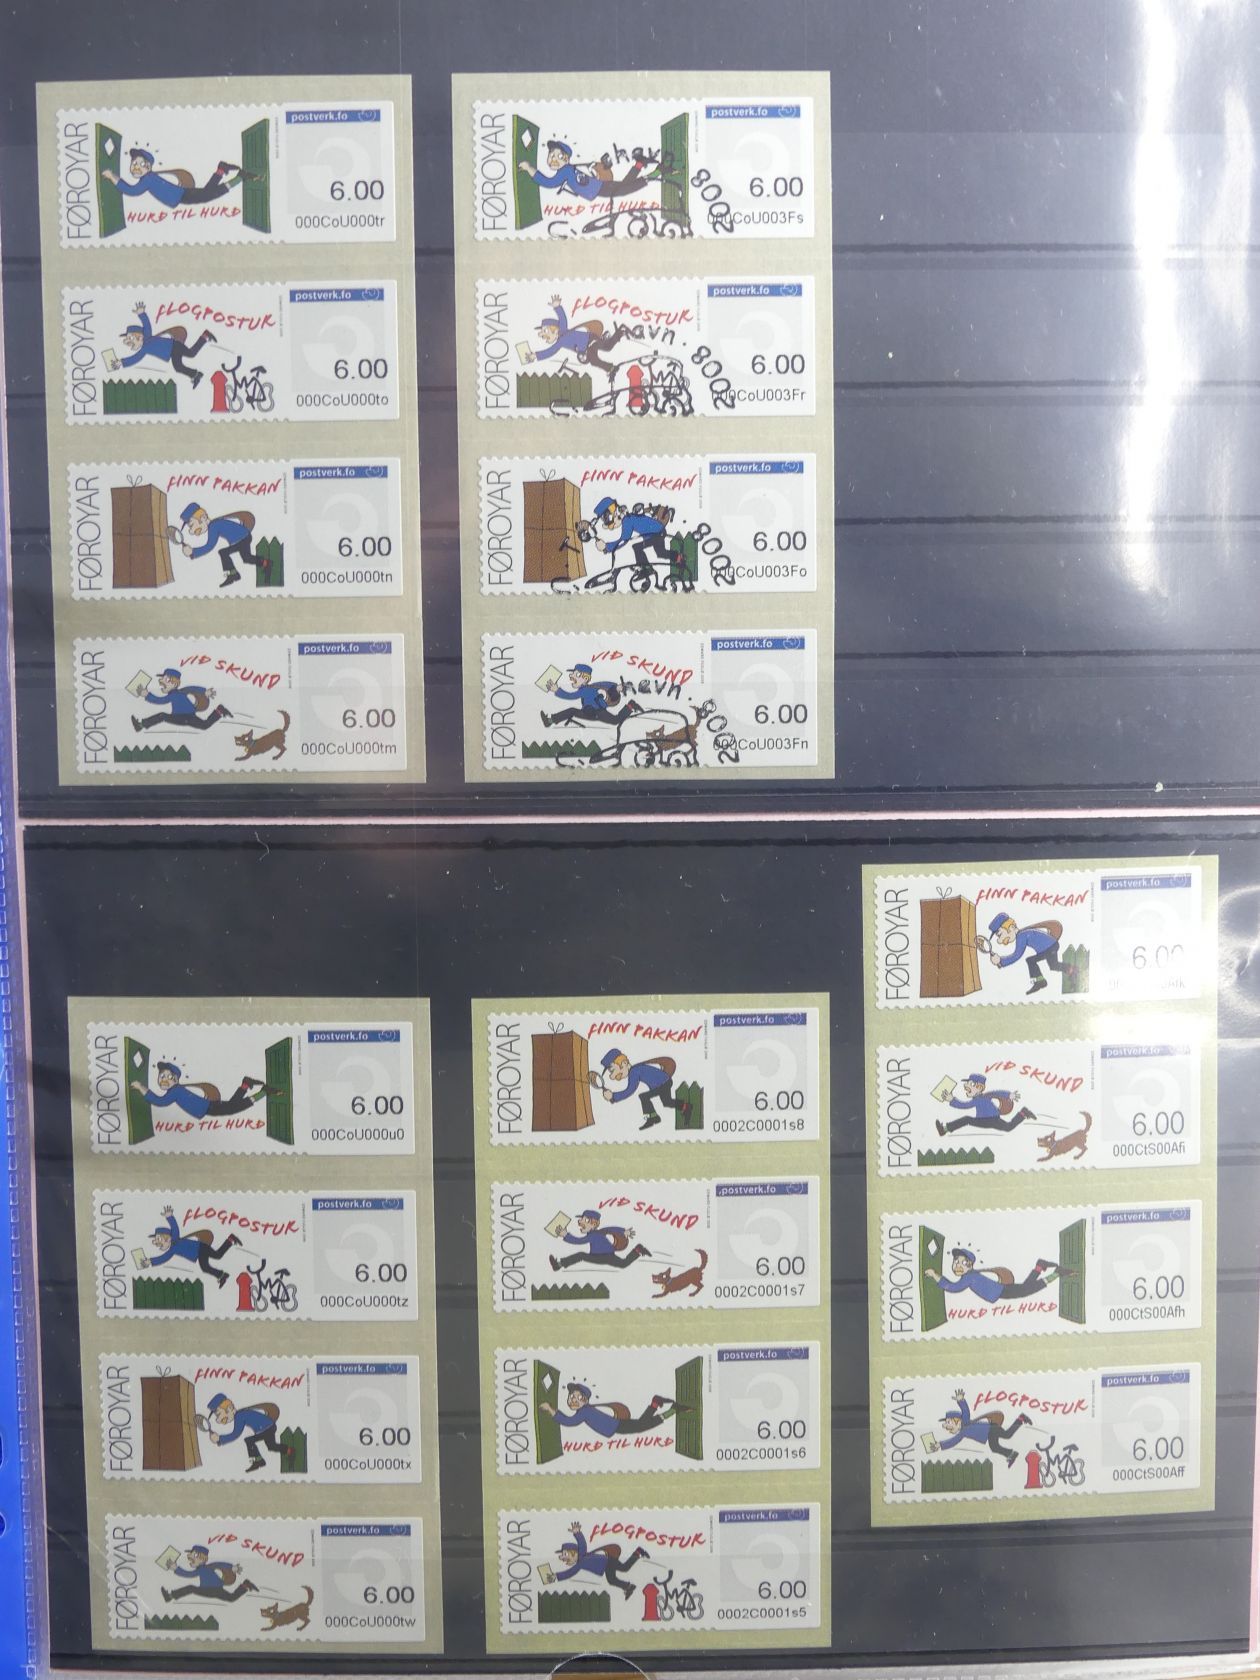 FØROYAR
HURÐ TIL HURÐ
postverk.fo
6.00
000CoU000tr
FØROYAR
FLOGPOSTUR
postverk.fo
6.00
000CoU000to
FØROYAR
FINN PAKKAN
postverk.fo
6.00
000CoU000tn
FØROYAR
VIÐ SKUND
postverk.fo
6.00
000CoU000tm
FØROYAR
HURÐ TIL HURÐ
postverk.fo
6.00
000CoU003Fs
FØROYAR
FLOGPOSTUR
postverk.fo
6.00
000CoU003Fr
FØROYAR
FINN PAKKAN
postverk.fo
6.00
000CoU003Fo
FØROYAR
VIÐ SKUND
postverk.fo
6.00
000CoU003Fn
FØROYAR
HURÐ TIL HURÐ
postverk.fo
6.00
000CoU000u0
FØROYAR
FLOGPOSTUR
postverk.fo
6.00
000CoU000tz
FØROYAR
FINN PAKKAN
postverk.fo
6.00
000CoU000tx
FØROYAR
VIÐ SKUND
postverk.fo
6.00
000CoU000tw
FØROYAR
FINN PAKKAN
postverk.fo
6.00
0002C0001s8
FØROYAR
VIÐ SKUND
postverk.fo
6.00
0002C0001s7
FØROYAR
HURÐ TIL HURÐ
postverk.fo
6.00
0002C0001s6
FØROYAR
FLOGPOSTUR
postverk.fo
6.00
0002C0001s5
FØROYAR
FINN PAKKAN
postverk.fo
6.00
FØROYAR
VIÐ SKUND
postverk.fo
6.00
000CtS00Afi
FØROYAR
HURÐ TIL HURÐ
postverk.fo
6.00
000CtS00Afh
FØROYAR
FLOGPOSTUR
postverk.fo
6.00
000CtS00Aff